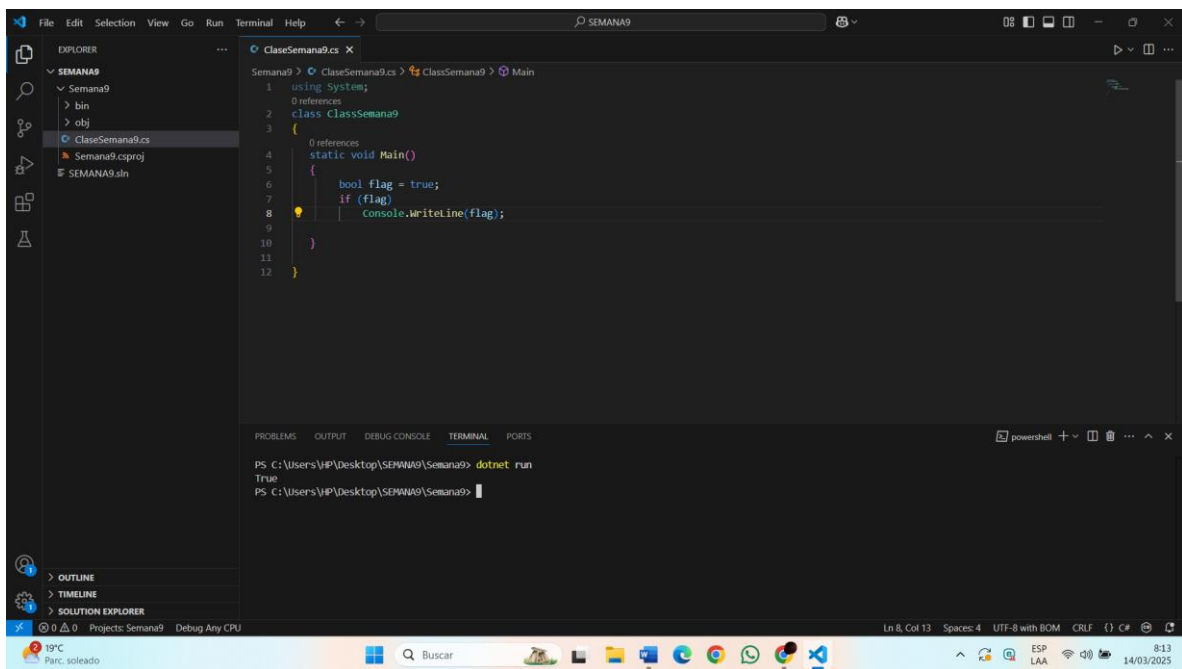 File Edit Selection View Go Run Terminal Help
SEMANA9
EXPLORER
SEMANA9
Semana9
bin
obj
ClaseSemana9.cs
Semana9.csproj
SEMANA9.sln
OUTLINE
TIMELINE
SOLUTION EXPLORER
ClaseSemana9.cs
Semana9 > ClaseSemana9.cs > ClassSemana9 > Main
1 using System;
0 references
2 class ClassSemana9
3 {
0 references
4 static void Main()
5 {
6 bool flag = true;
7 if (flag)
8 Console.WriteLine(flag);
9
10 }
11
12 }
PROBLEMS OUTPUT DEBUG CONSOLE TERMINAL PORTS
powershell
PS C:\Users\HP\Desktop\SEMANA9\Semana9> dotnet run
True
PS C:\Users\HP\Desktop\SEMANA9\Semana9>
0 0 Projects: Semana9 Debug Any CPU
Ln 8, Col 13 Spaces: 4 UTF-8 with BOM CRLF {} C#
2
19°C
Parc. soleado
Buscar
ESP
LAA
8:13
14/03/2025